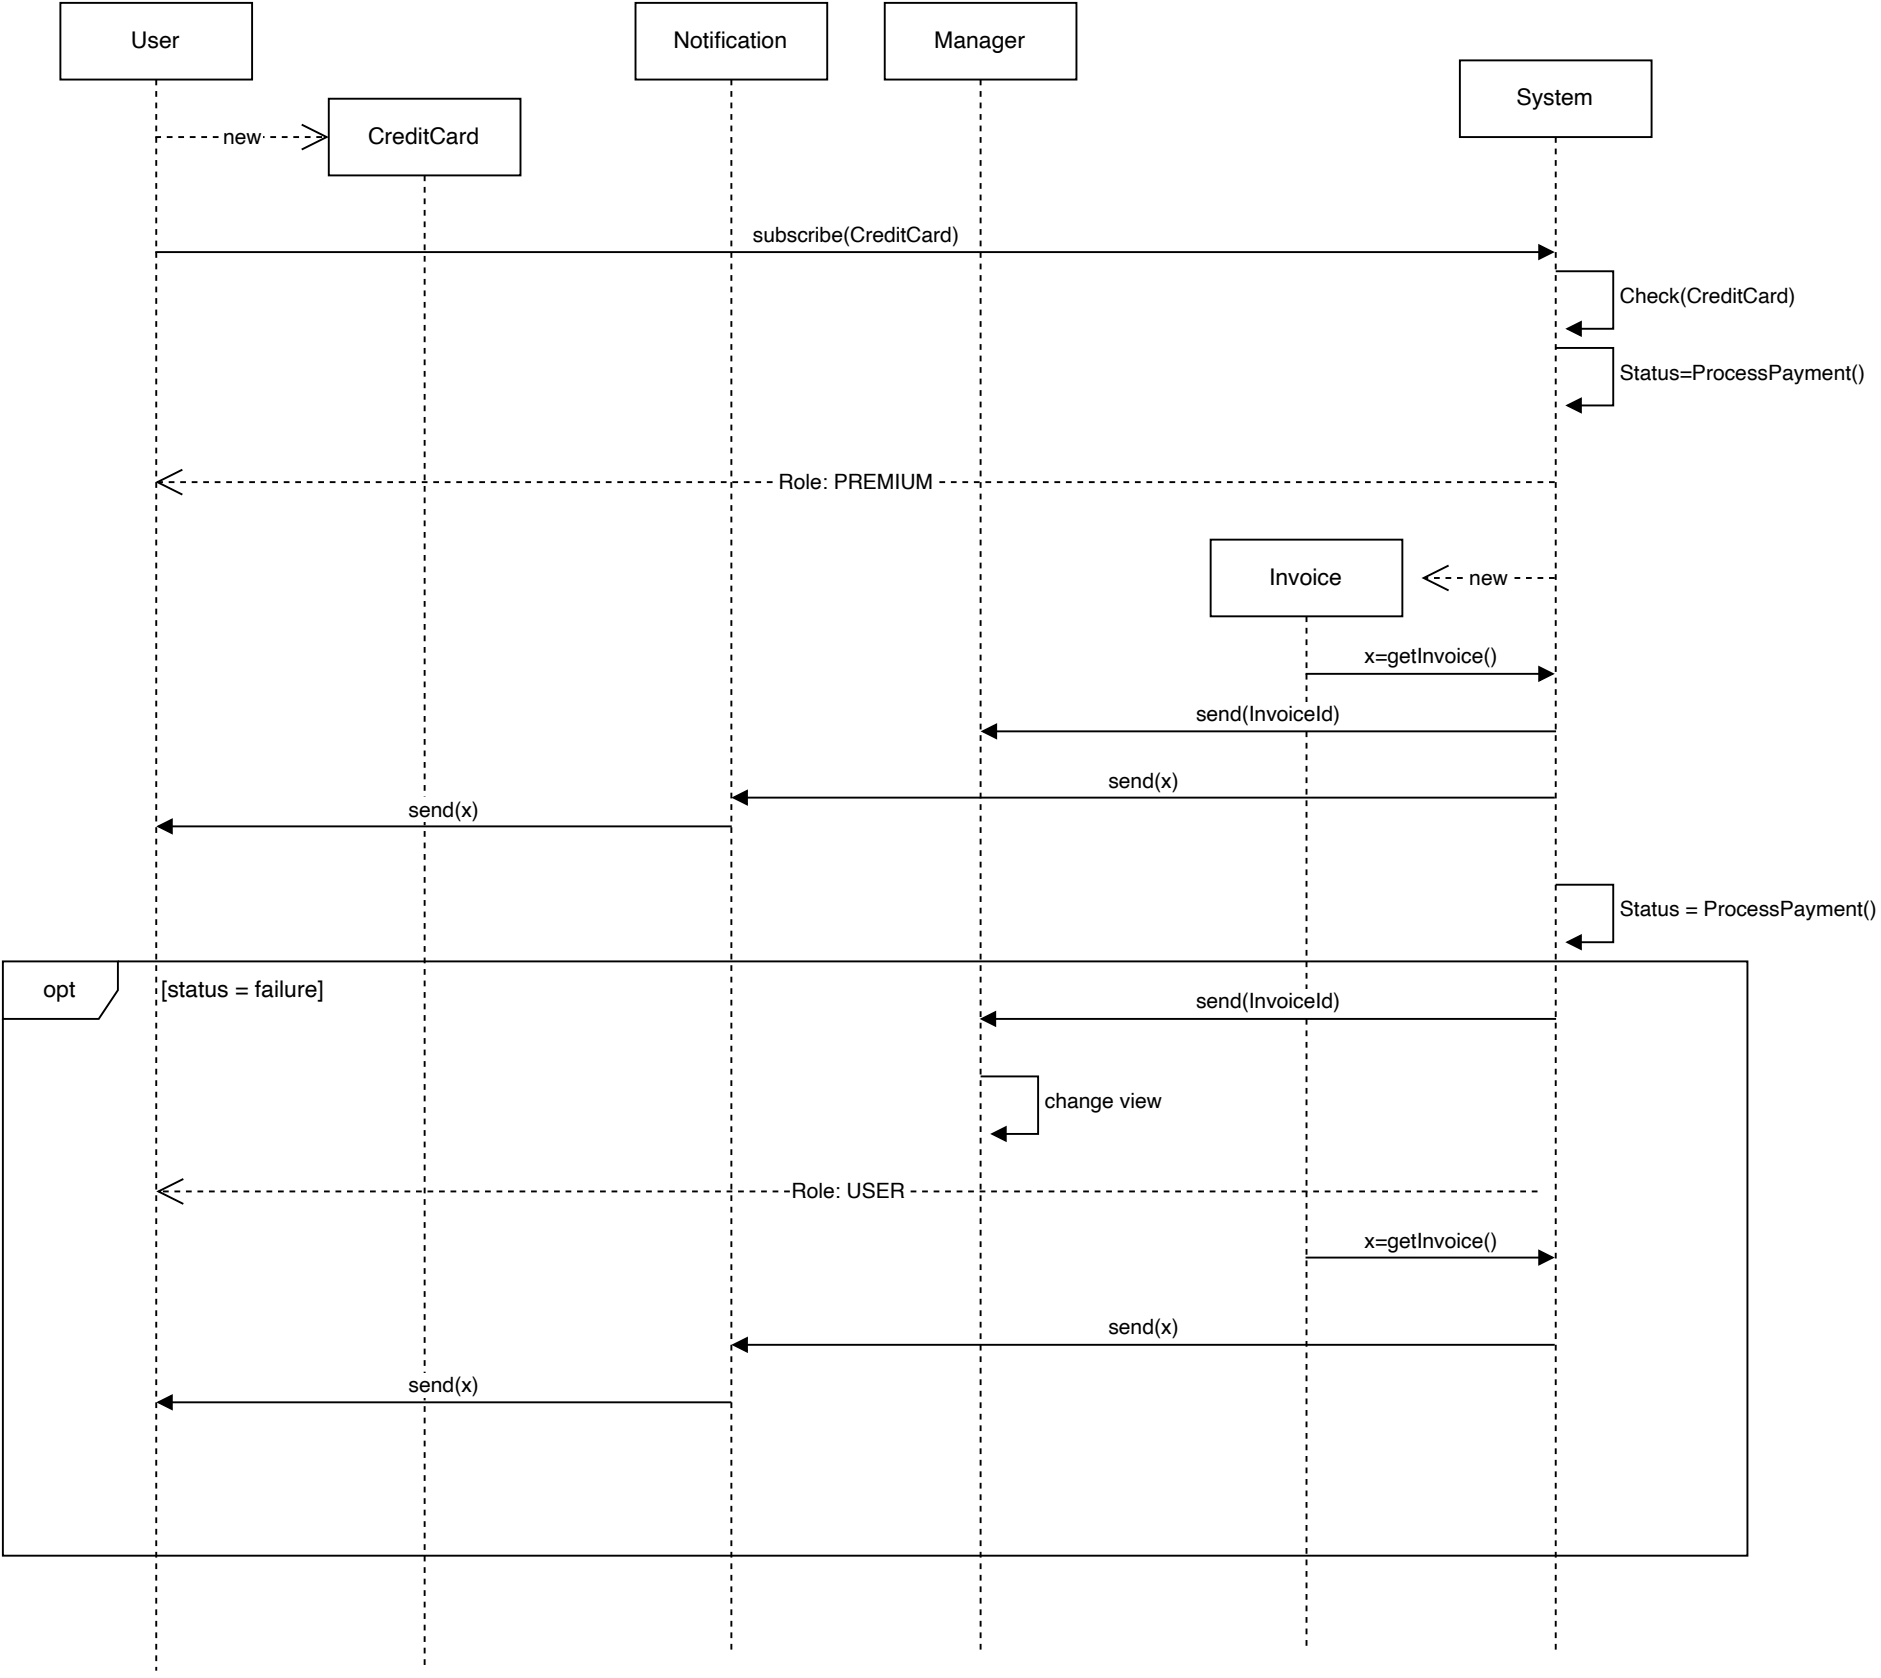 User
Notification
Manager
System
CreditCard
new
subscribe(CreditCard)
Check(CreditCard)
Status=ProcessPayment()
Role: PREMIUM
Invoice
new
x=getInvoice()
send(InvoiceId)
send(x)
send(x)
Status = ProcessPayment()
opt
[status = failure]
send(InvoiceId)
change view
Role: USER
x=getInvoice()
send(x)
send(x)